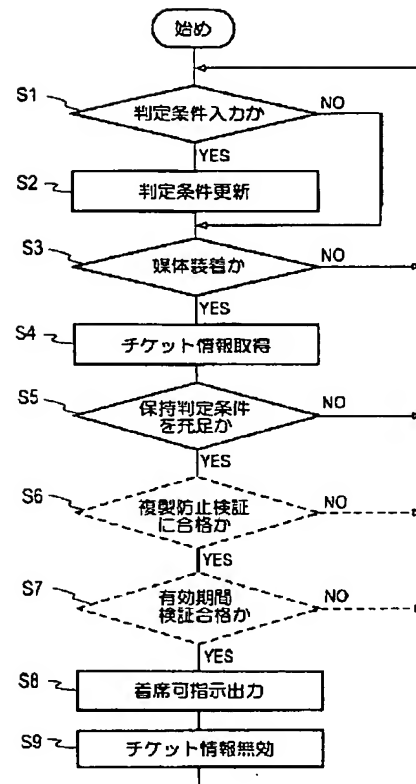 始め
S1
判定条件入力か
NO
YES
S2
判定条件更新
S3
媒体装着か
NO
YES
S4
チケット情報取得
S5
保持判定条件
を充足か
NO
YES
S6
複製防止検証
に合格か
NO
YES
S7
有効期間
検証合格か
NO
YES
S8
着席可指示出力
S9
チケット情報無効